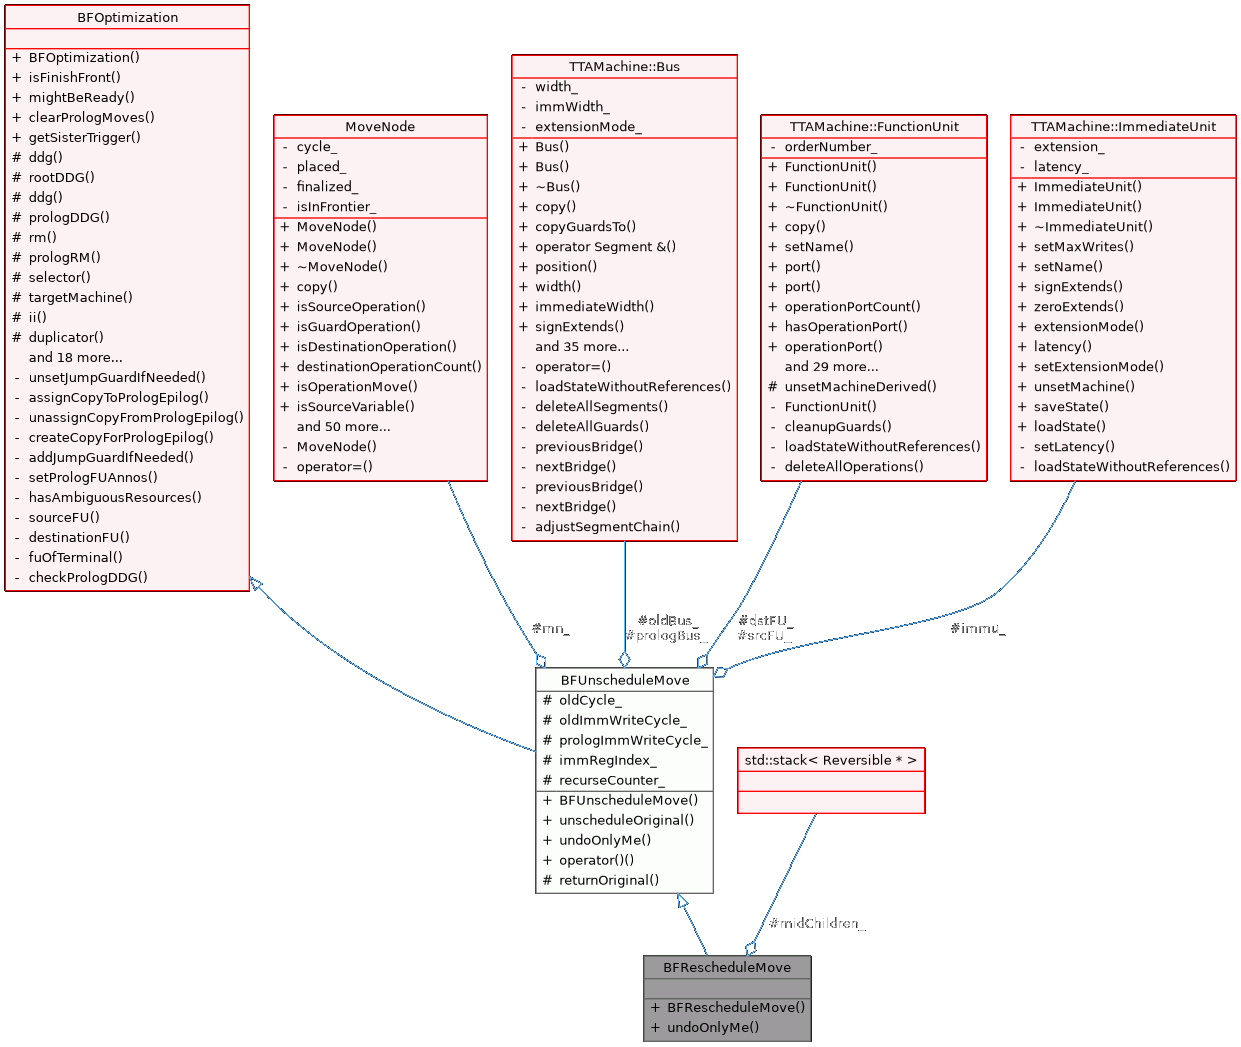 BFOptimization
+ BFOptimization()
+ isFinishFront()
+ mightBeReady()
+ clearPrologMoves()
+ getSisterTrigger()
# ddg()
# rootDDG()
# ddg()
# prologDDG()
# rm()
# prologRM()
# selector()
# targetMachine()
# ii()
# duplicator()
and 18 more...
- unsetJumpGuardIfNeeded()
- assignCopyToPrologEpilog()
- unassignCopyFromPrologEpilog()
- createCopyForPrologEpilog()
- addJumpGuardIfNeeded()
- setPrologFUAnnos()
- hasAmbiguousResources()
- sourceFU()
- destinationFU()
- fuOfTerminal()
- checkPrologDDG()
MoveNode
- cycle_
- placed_
- finalized_
- isInFrontier_
+ MoveNode()
+ MoveNode()
+ ~MoveNode()
+ copy()
+ isSourceOperation()
+ isGuardOperation()
+ isDestinationOperation()
+ destinationOperationCount()
+ isOperationMove()
+ isSourceVariable()
and 50 more...
- MoveNode()
- operator=()
TTAMachine::Bus
- width_
- immWidth_
- extensionMode_
+ Bus()
+ Bus()
+ ~Bus()
+ copy()
+ copyGuardsTo()
+ operator Segment &()
+ position()
+ width()
+ immediateWidth()
+ signExtends()
and 35 more...
- operator=()
- loadStateWithoutReferences()
- deleteAllSegments()
- deleteAllGuards()
- previousBridge()
- nextBridge()
- previousBridge()
- nextBridge()
- adjustSegmentChain()
TTAMachine::FunctionUnit
- orderNumber_
+ FunctionUnit()
+ FunctionUnit()
+ ~FunctionUnit()
+ copy()
+ setName()
+ port()
+ port()
+ operationPortCount()
+ hasOperationPort()
+ operationPort()
and 29 more...
# unsetMachineDerived()
- FunctionUnit()
- cleanupGuards()
- loadStateWithoutReferences()
- deleteAllOperations()
TTAMachine::ImmediateUnit
- extension_
- latency_
+ ImmediateUnit()
+ ImmediateUnit()
+ ~ImmediateUnit()
+ setMaxWrites()
+ setName()
+ signExtends()
+ zeroExtends()
+ extensionMode()
+ latency()
+ setExtensionMode()
+ unsetMachine()
+ saveState()
+ loadState()
- setLatency()
- loadStateWithoutReferences()
#mn_
#oldBus_
#prologBus_
#dstFU_
#srcFU_
#immu_
BFUnscheduleMove
# oldCycle_
# oldImmWriteCycle_
# prologImmWriteCycle_
# immRegIndex_
# recurseCounter_
+ BFUnscheduleMove()
+ unscheduleOriginal()
+ undoOnlyMe()
+ operator()()
# returnOriginal()
std::stack< Reversible * >
#midChildren_
BFRescheduleMove
+ BFRescheduleMove()
+ undoOnlyMe()